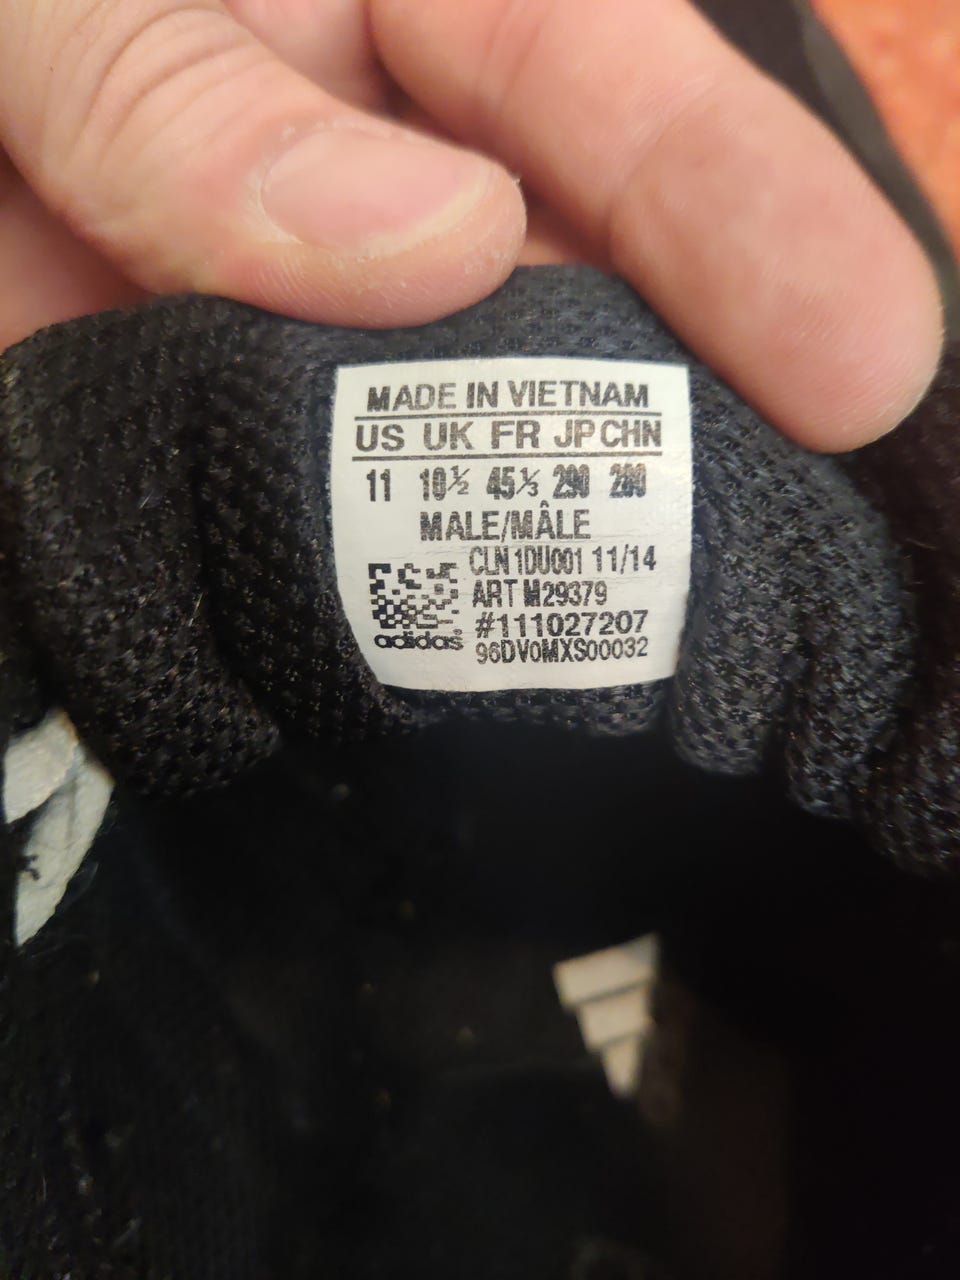 MADE IN VIETNAM
US UK FR JP CHN
11 10½ 45⅓ 290 290
MALE/MÂLE
CLN 1DU001 11/14
ART M29379
#111027207
adidas® 96DV0MXS00032